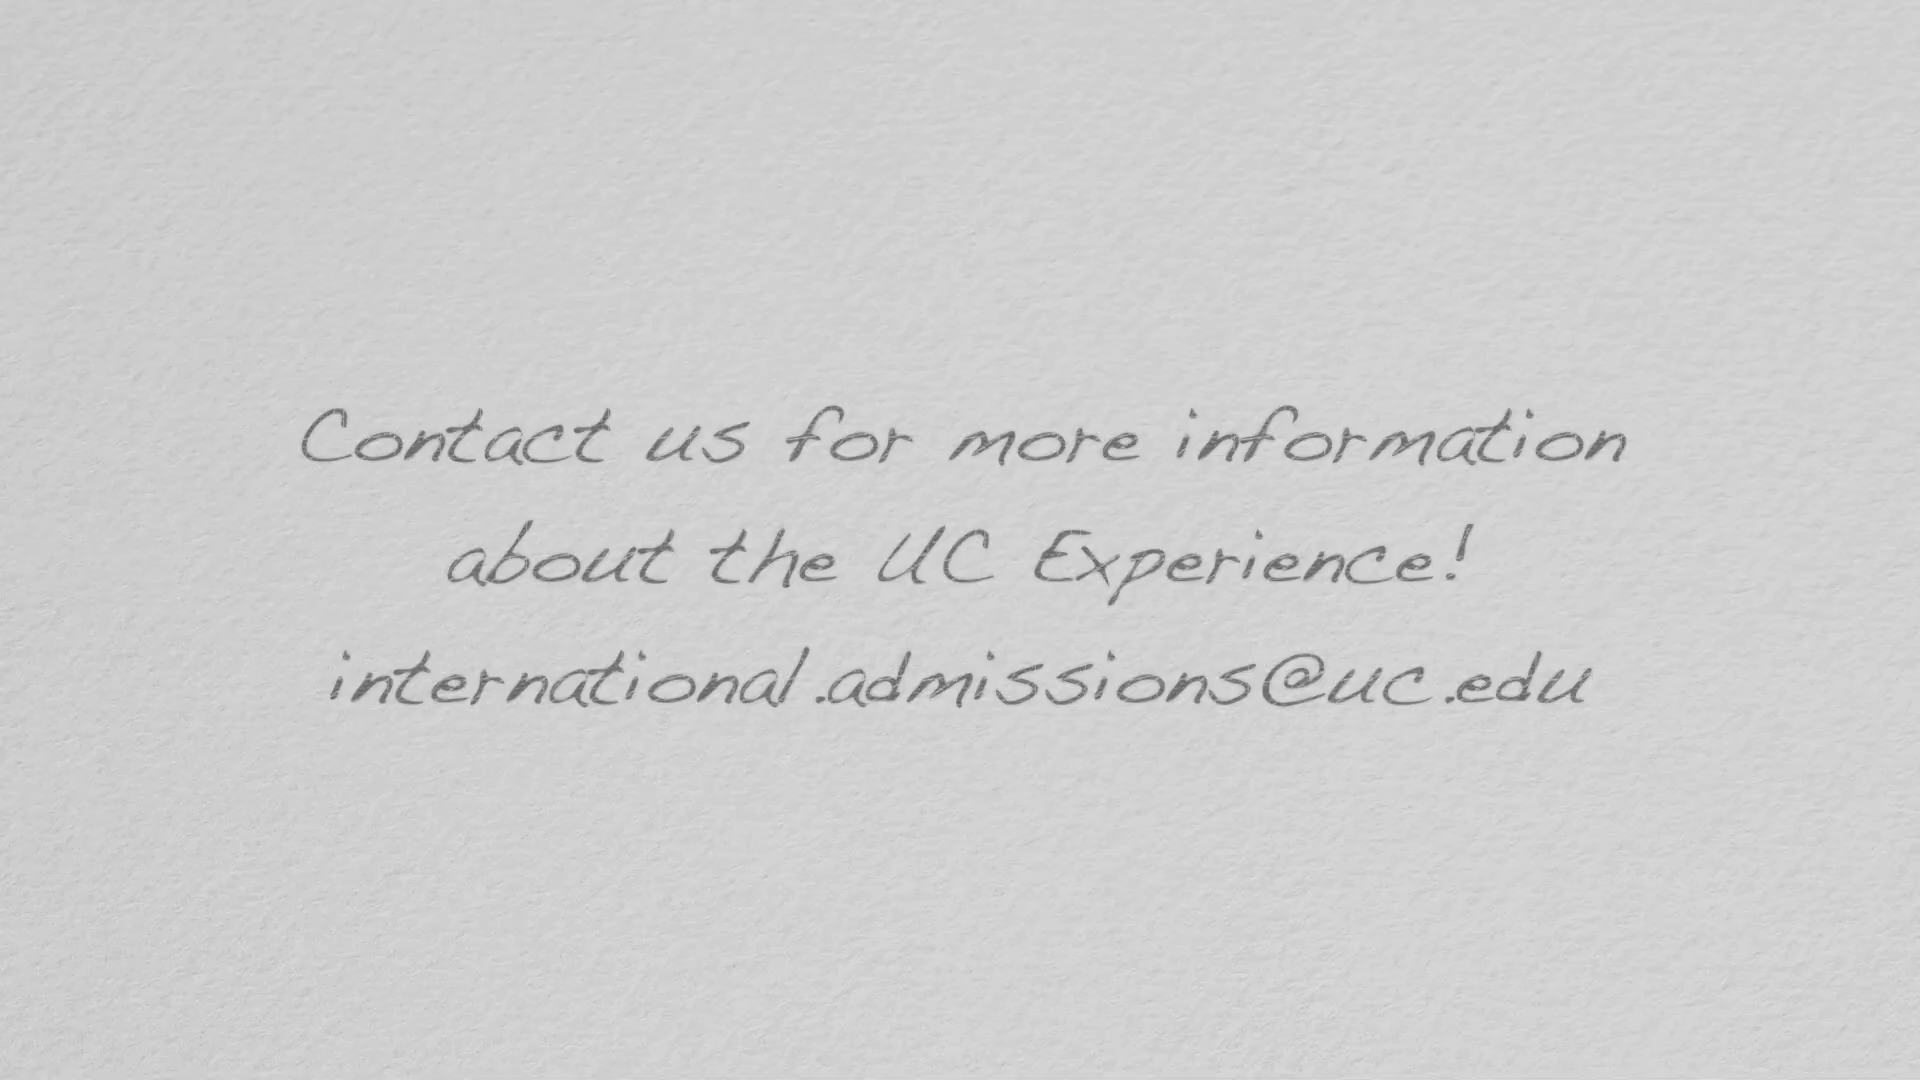 Contact us for more information
about the UC Experience!
international.admissions@uc.edu